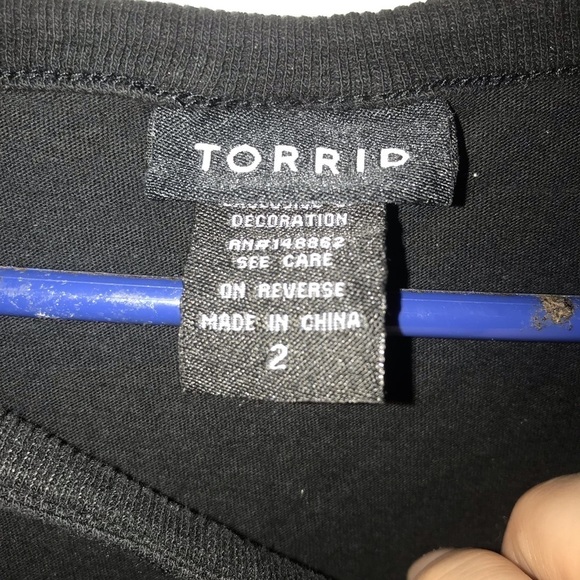 TORRID
DECORATION
RN#148862
SEE CARE
ON REVERSE
MADE IN CHINA
2